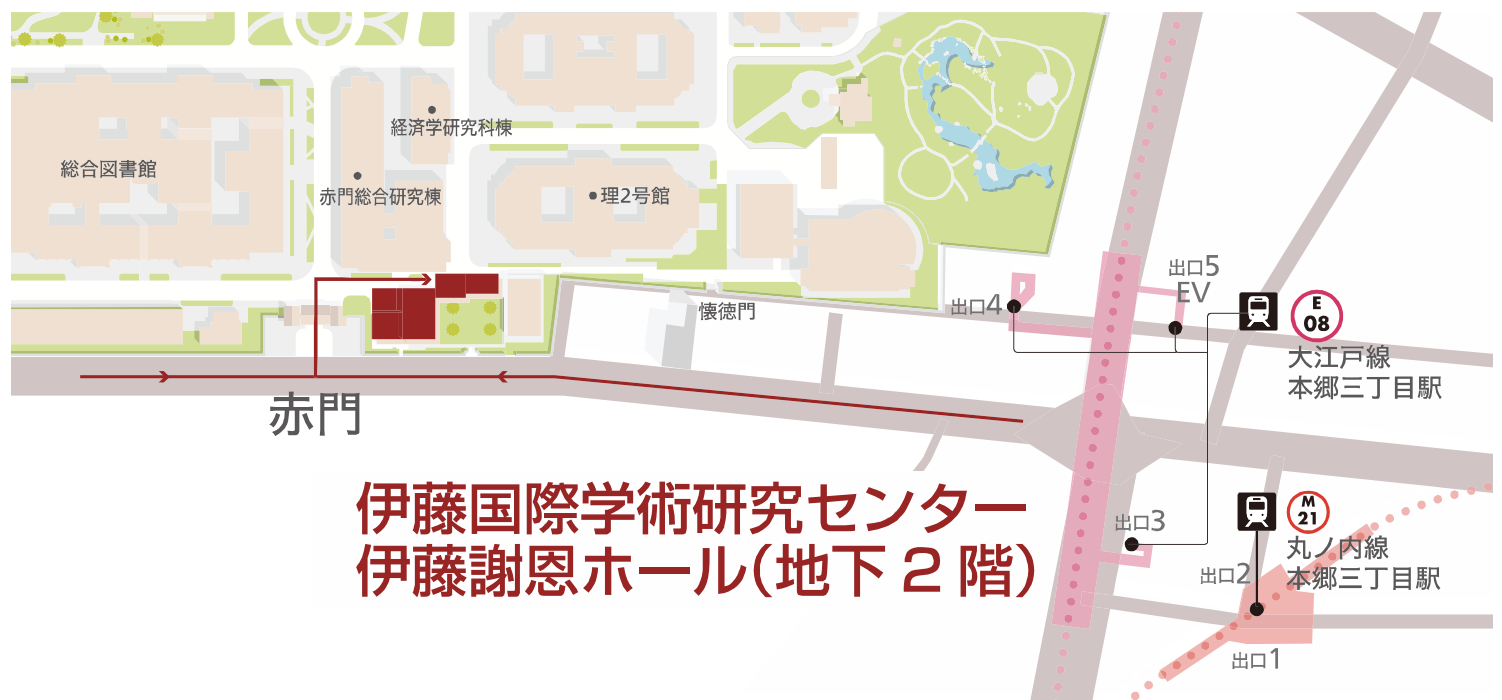 経済学研究科棟
総合図書館
赤門総合研究棟
理2号館
懐徳門
出口4
出口5
EV
E
08
大江戸線
本郷三丁目駅
赤門
伊藤国際学術研究センター
伊藤謝恩ホール(地下2階)
出口3
M
21
丸ノ内線
本郷三丁目駅
出口2
出口1